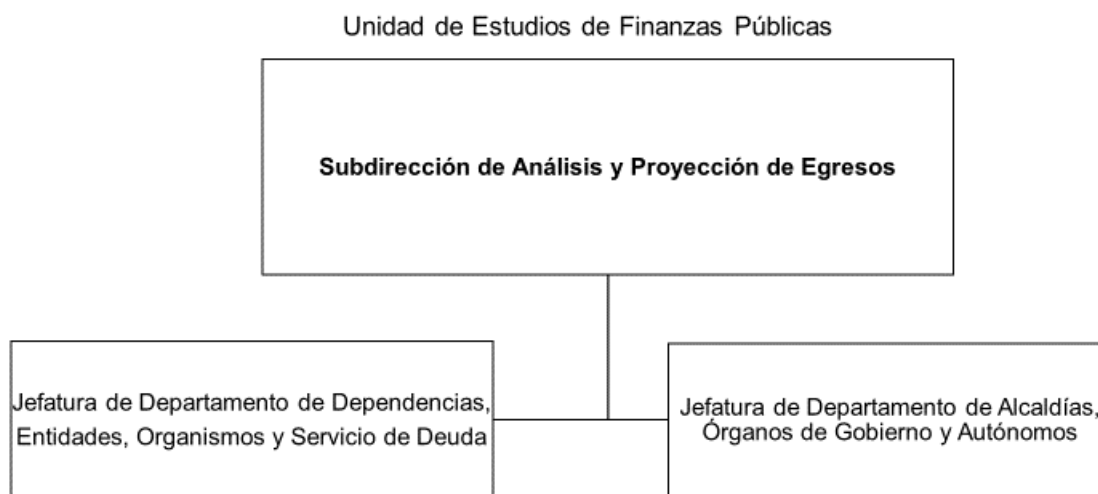 Unidad de Estudios de Finanzas Públicas
Subdirección de Análisis y Proyección de Egresos
Jefatura de Departamento de Dependencias,
Entidades, Organismos y Servicio de Deuda
Jefatura de Departamento de Alcaldías,
Órganos de Gobierno y Autónomos